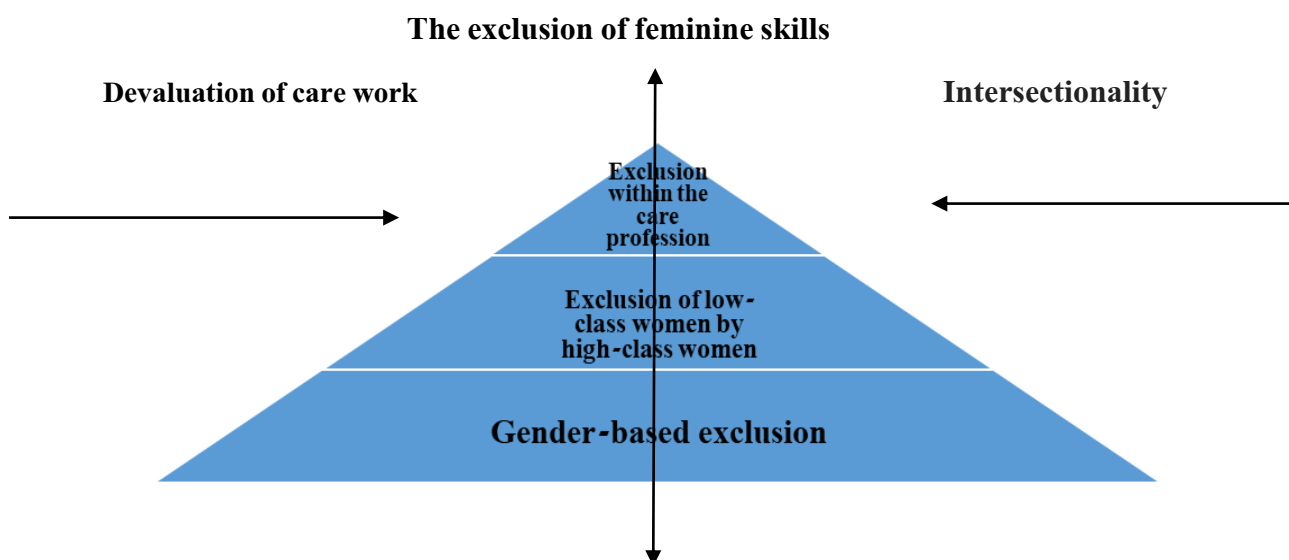 The exclusion of feminine skills
Devaluation of care work
Intersectionality
Exclusion
within the
care
profession
Exclusion of low-
class women by
high-class women
Gender-based exclusion